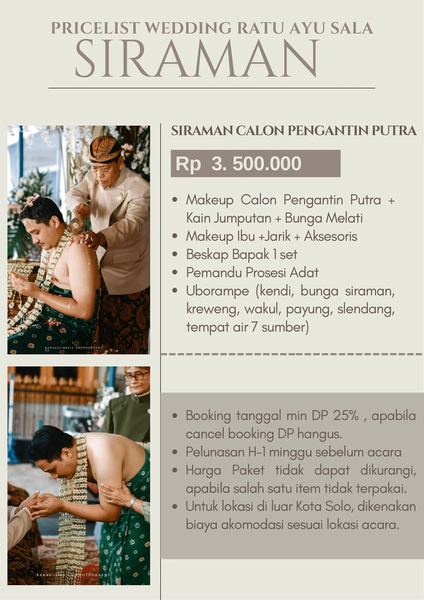 PRICELIST WEDDING RATU AYU SALA
SIRAMAN
SIRAMAN CALON PENGANTIN PUTRA
Rp 3. 500.000
• Makeup Calon Pengantin Putra +
Kain Jumputan + Bunga Melati
• Makeup Ibu +Jarik + Aksesoris
• Beskap Bapak 1 set
• Pemandu Prosesi Adat
• Uborampe (kendi, bunga siraman,
kreweng, wakul, payung, slendang,
tempat air 7 sumber)
• Booking tanggal min DP 25% , apabila
cancel booking DP hangus.
• Pelunasan H-1 minggu sebelum acara
• Harga Paket tidak dapat dikurangi,
apabila salah satu item tidak terpakai.
• Untuk lokasi di luar Kota Solo, dikenakan
biaya akomodasi sesuai lokasi acara.